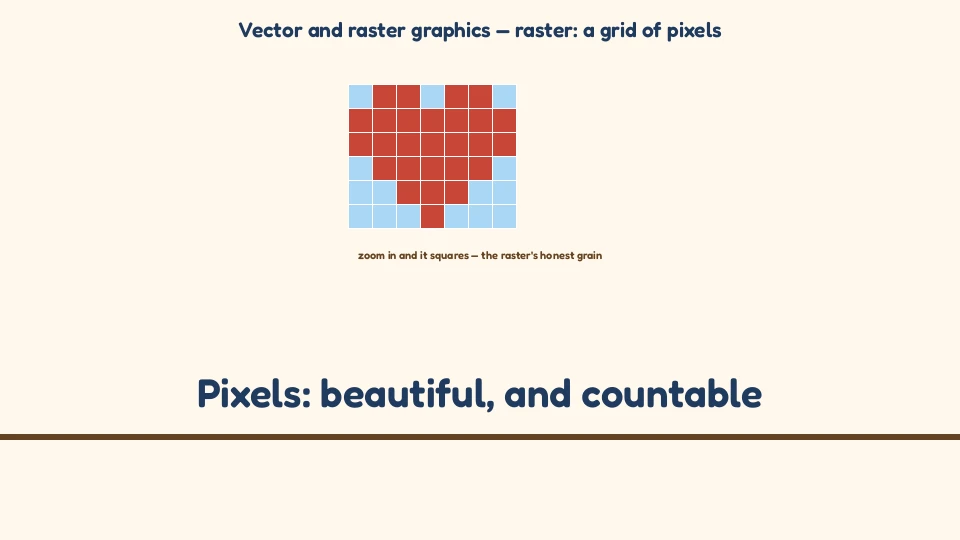 Vector and raster graphics — raster: a grid of pixels
zoom in and it squares — the raster's honest grain
Pixels: beautiful, and countable